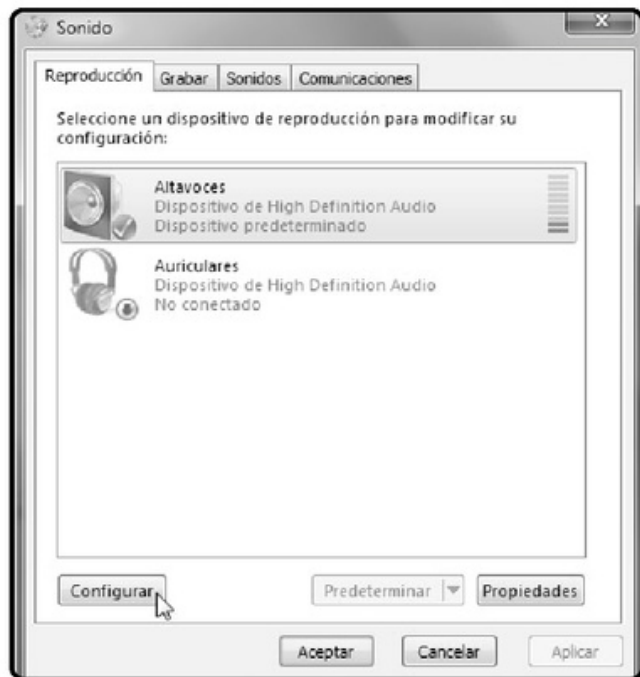 Sonido
Reproducción Grabar Sonidos Comunicaciones
Seleccione un dispositivo de reproducción para modificar su
configuración:
Altavoces
Dispositivo de High Definition Audio
Dispositivo predeterminado
Auriculares
Dispositivo de High Definition Audio
No conectado
Configurar Predeterminar Propiedades
Aceptar Cancelar Aplicar